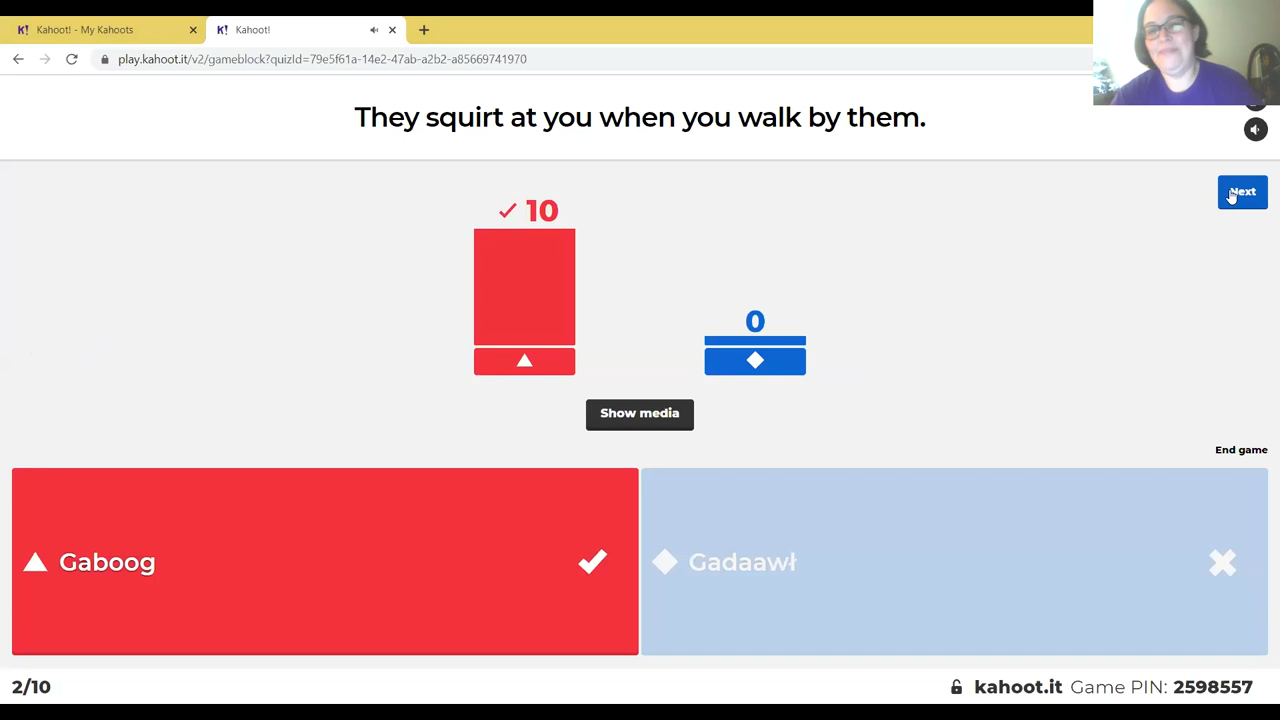 K! Kahoot! - My Kahoots
K! Kahoot!
play.kahoot.it/v2/gameblock?quizId=79e5f61a-14e2-47ab-a2b2-a85669741970
They squirt at you when you walk by them.
Next
10
0
Show media
End game
Gaboog
Gadaawł
2/10
kahoot.it Game PIN: 2598557